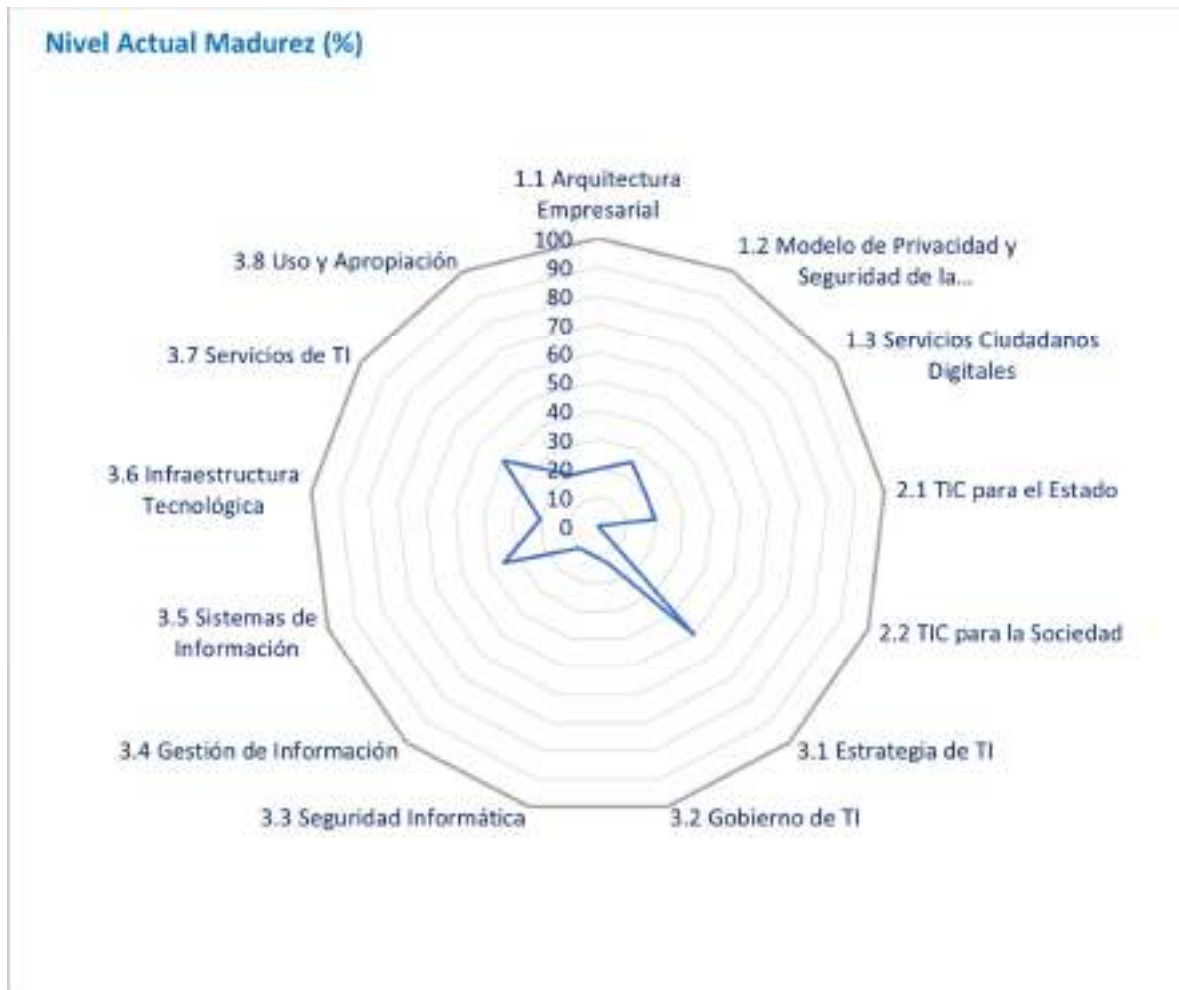 Nivel Actual Madurez (%)
1.1 Arquitectura
Empresarial
1.2 Modelo de Privacidad y
Seguridad de la...
1.3 Servicios Ciudadanos
Digitales
2.1 TIC para el Estado
2.2 TIC para la Sociedad
3.1 Estrategia de TI
3.2 Gobierno de TI
3.3 Seguridad Informática
3.4 Gestión de Información
3.5 Sistemas de
Información
3.6 Infraestructura
Tecnológica
3.7 Servicios de TI
3.8 Uso y Apropiación
100
90
80
70
60
50
40
30
20
10
0